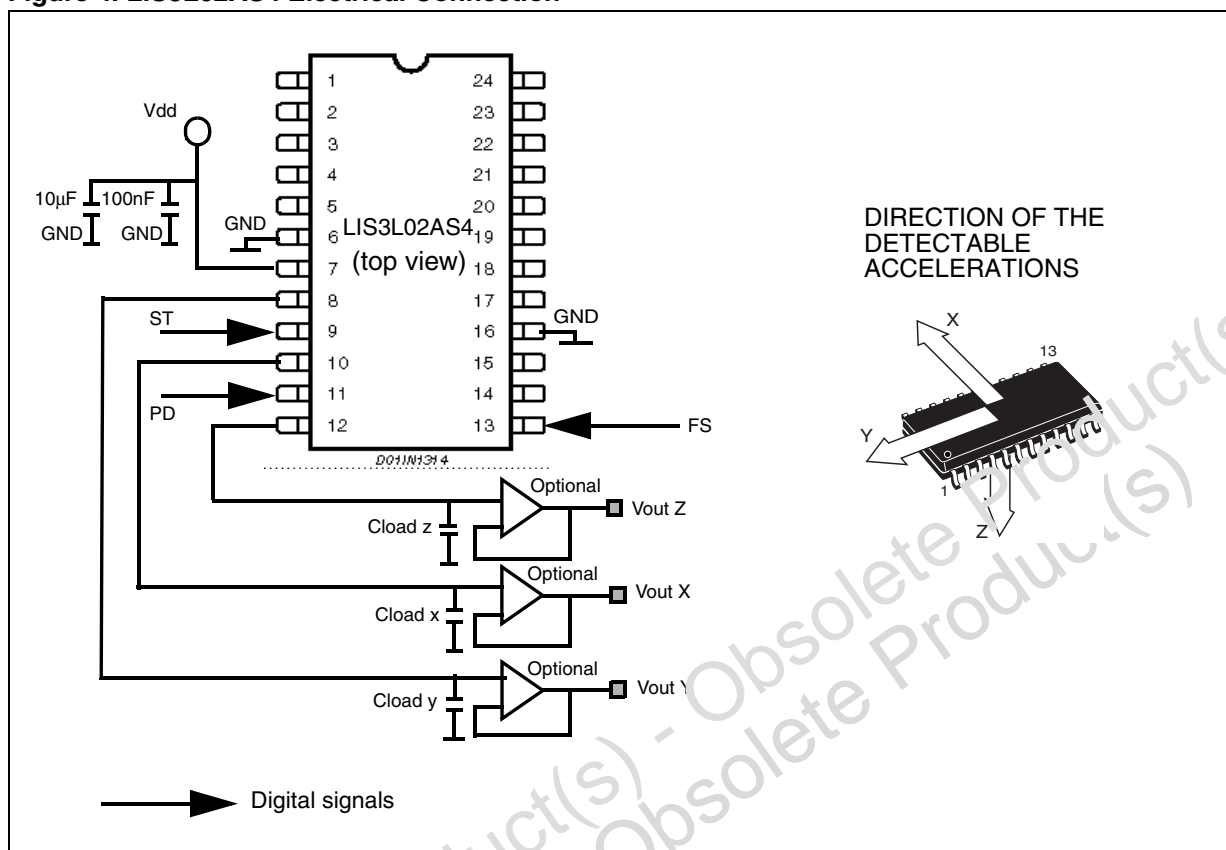 1 24
2 23
3 22
4 21
5 20
6 19
7 18
8 17
9 16
10 15
11 14
12 13
LIS3L02AS4
(top view)
Vdd
10µF 100nF
GND GND
GND
ST
PD
GND
FS
D01IN1314
Optional
Cload z
Vout Z
Optional
Cload x
Vout X
Optional
Cload y
Vout Y
Digital signals
DIRECTION OF THE
DETECTABLE
ACCELERATIONS
X
13
Y
1
Z
Obsolete Product(s)
Obsolete Product(s)